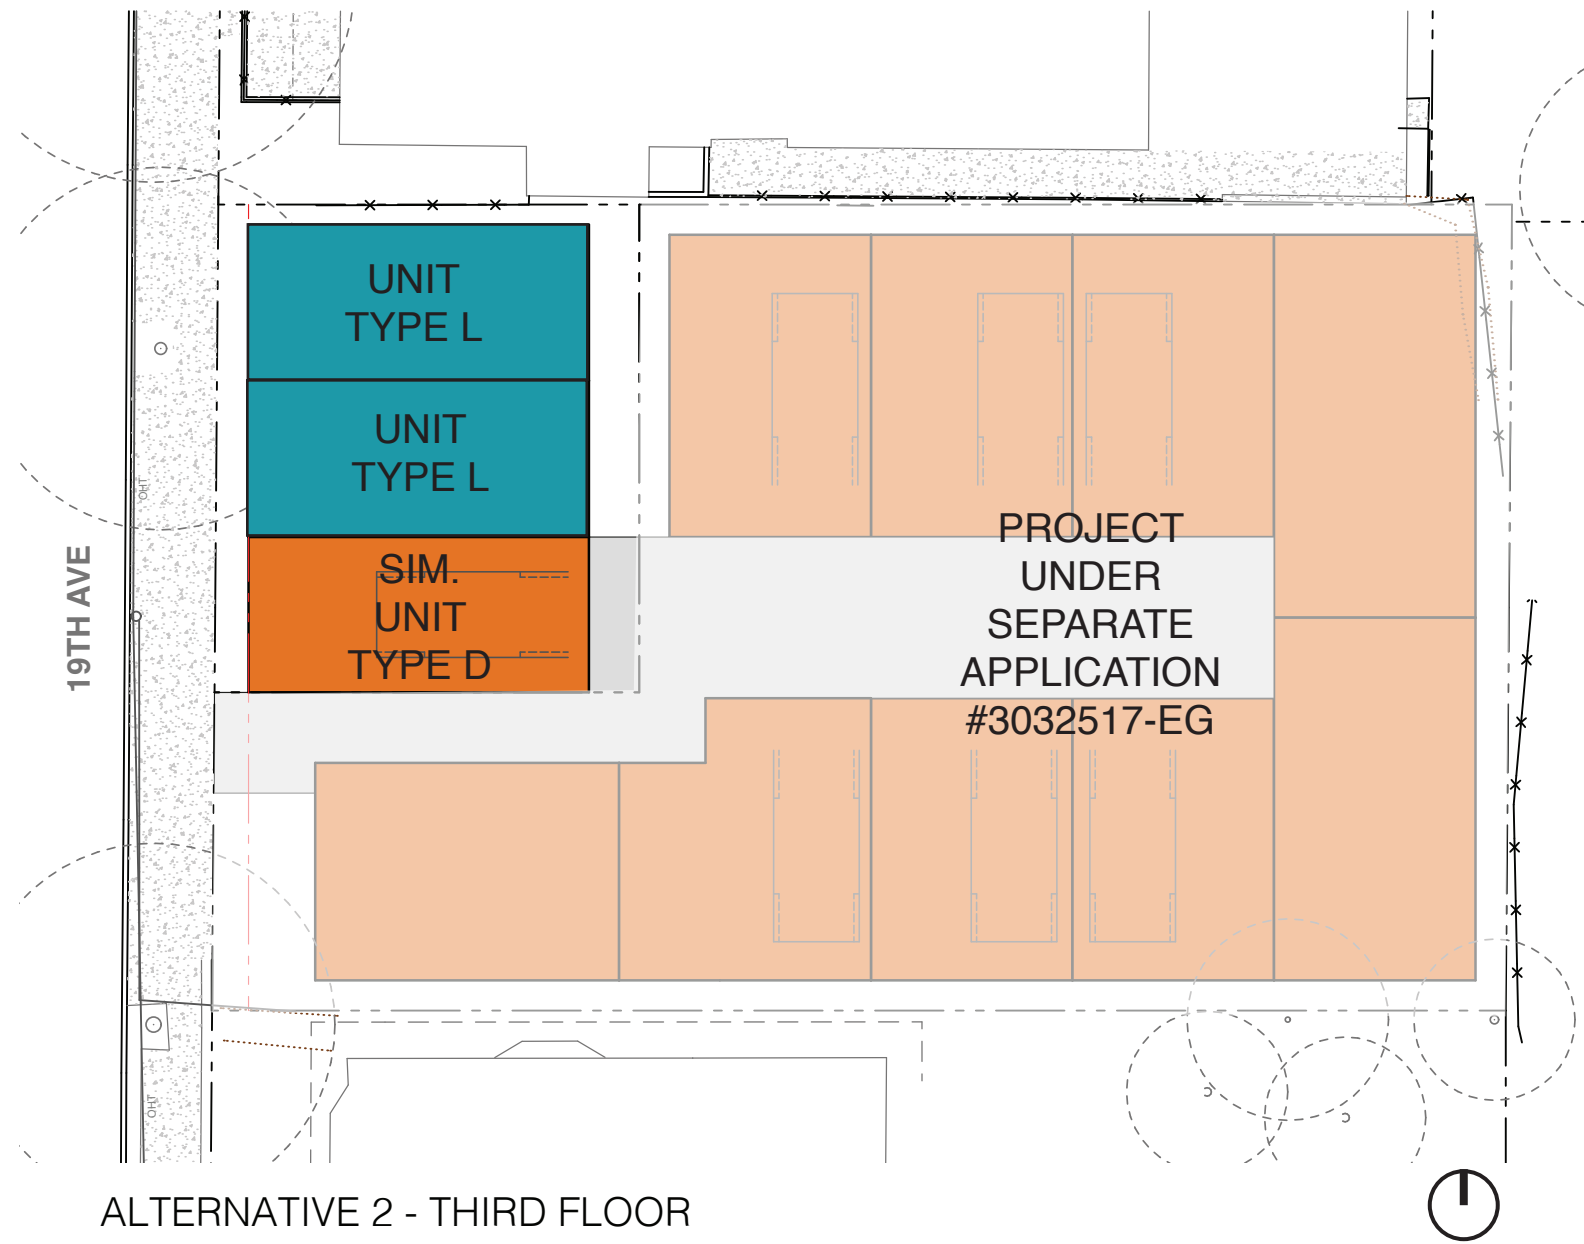 UNIT
TYPE L
UNIT
TYPE L
SIM.
UNIT
TYPE D
PROJECT
UNDER
SEPARATE
APPLICATION
#3032517-EG
19TH AVE
OHT
OHT
ALTERNATIVE 2 - THIRD FLOOR